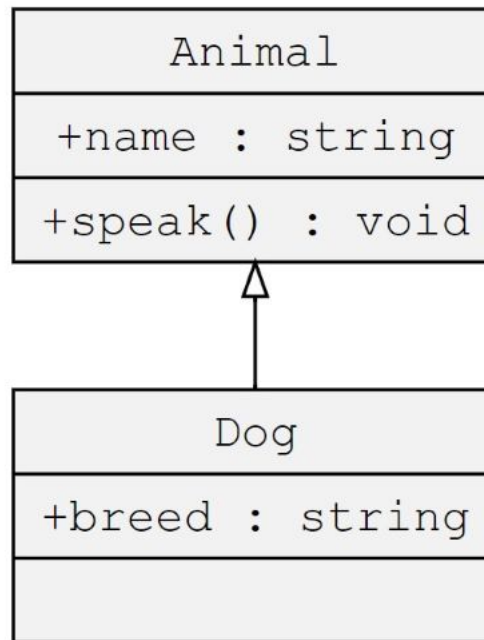 Animal
+name : string
+speak() : void
Dog
+breed : string